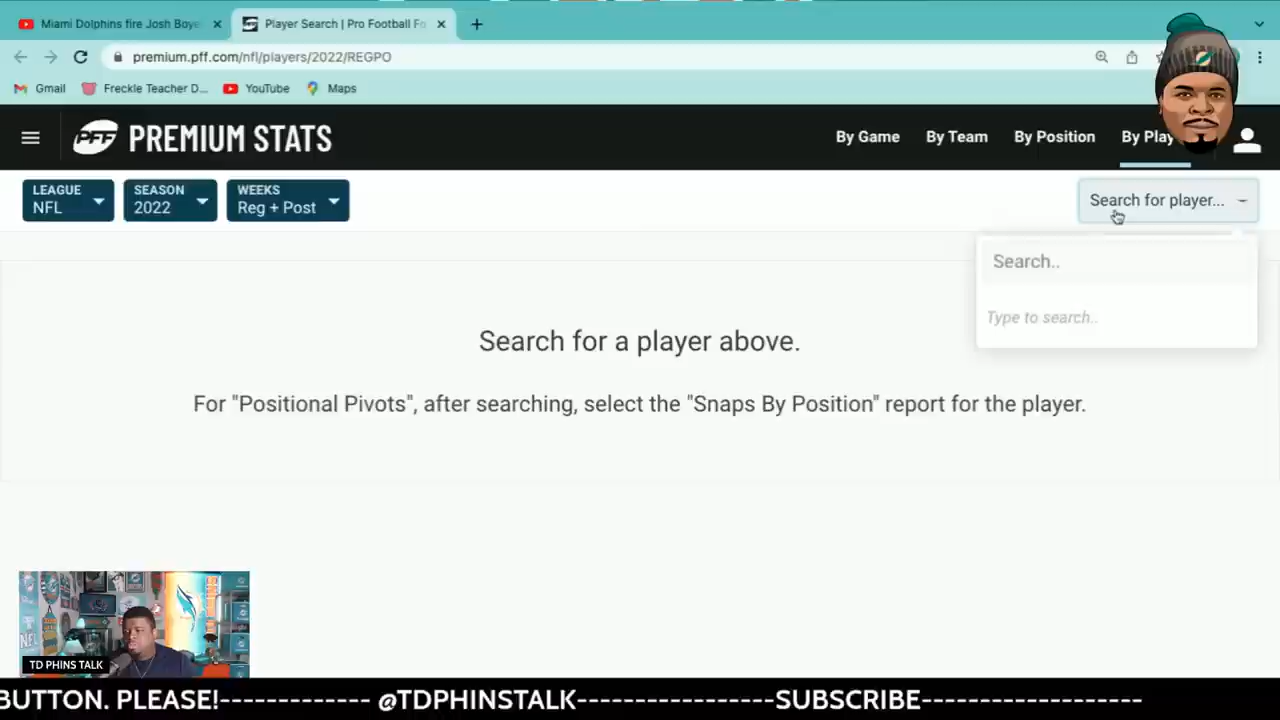 Miami Dolphins fire Josh Boye
Player Search | Pro Football Fo
premium.pff.com/nfl/players/2022/REGPO
Gmail
Freckle Teacher D...
YouTube
Maps
PFF PREMIUM STATS
By Game
By Team
By Position
By Play
LEAGUE
NFL
SEASON
2022
WEEKS
Reg + Post
Search for player...
Search..
Type to search..
Search for a player above.
For "Positional Pivots", after searching, select the "Snaps By Position" report for the player.
NFL
TD PHINS TALK
BUTTON. PLEASE!------------ @TDPHINSTALK----------------SUBSCRIBE------------------